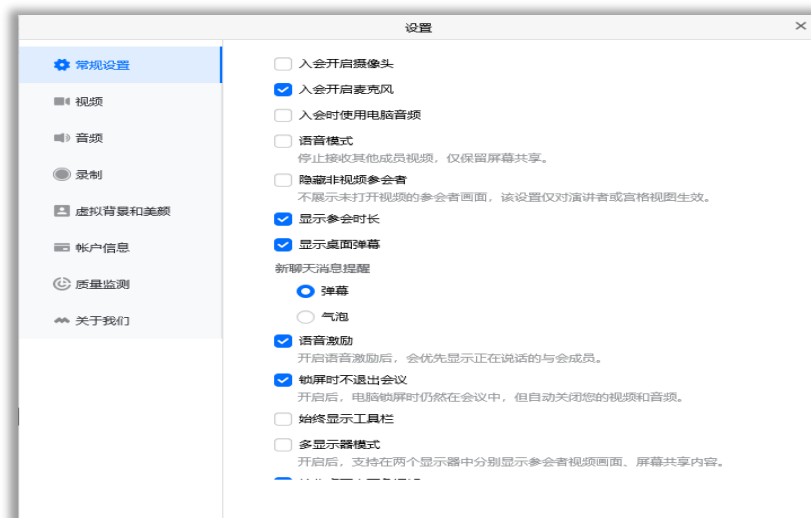 设置
常规设置
视频
音频
录制
虚拟背景和美颜
帐户信息
质量监测
关于我们
入会开启摄像头
入会开启麦克风
入会时使用电脑音频
语音模式
停止接收其他成员视频，仅保留屏幕共享。
隐藏非视频参会者
不展示未打开视频的参会者画面，该设置仅对演讲者或宫格视图生效。
显示参会时长
显示桌面弹幕
新聊天消息提醒
弹幕
气泡
语音激励
开启语音激励后，会优先显示正在说话的与会成员。
锁屏时不退出会议
开启后，电脑锁屏时仍然在会议中，但自动关闭您的视频和音频。
始终显示工具栏
多显示器模式
开启后，支持在两个显示器中分别显示参会者视频画面、屏幕共享内容。